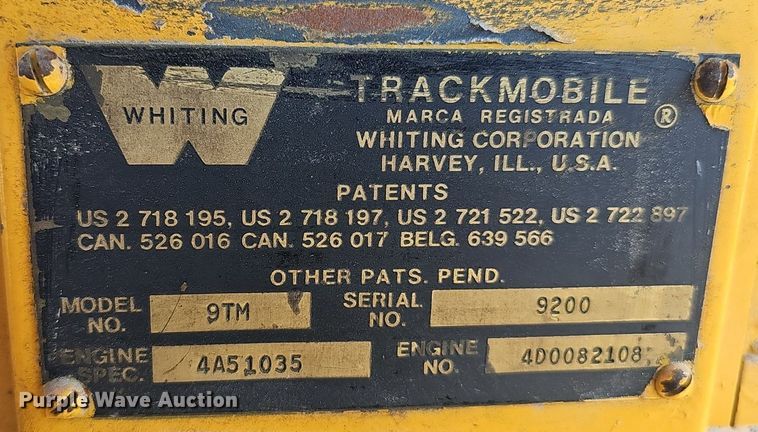 WHITING
TRACKMOBILE ®
MARCA REGISTRADA
WHITING CORPORATION
HARVEY, ILL., U.S.A.
PATENTS
US 2 718 195, US 2 718 197, US 2 721 522, US 2 722 897
CAN. 526 016 CAN. 526 017 BELG. 639 566
OTHER PATS. PEND.
MODEL NO. 9TM SERIAL NO. 9200
ENGINE SPEC. 4A51035 ENGINE NO. 4D0082108
Purple Wave Auction